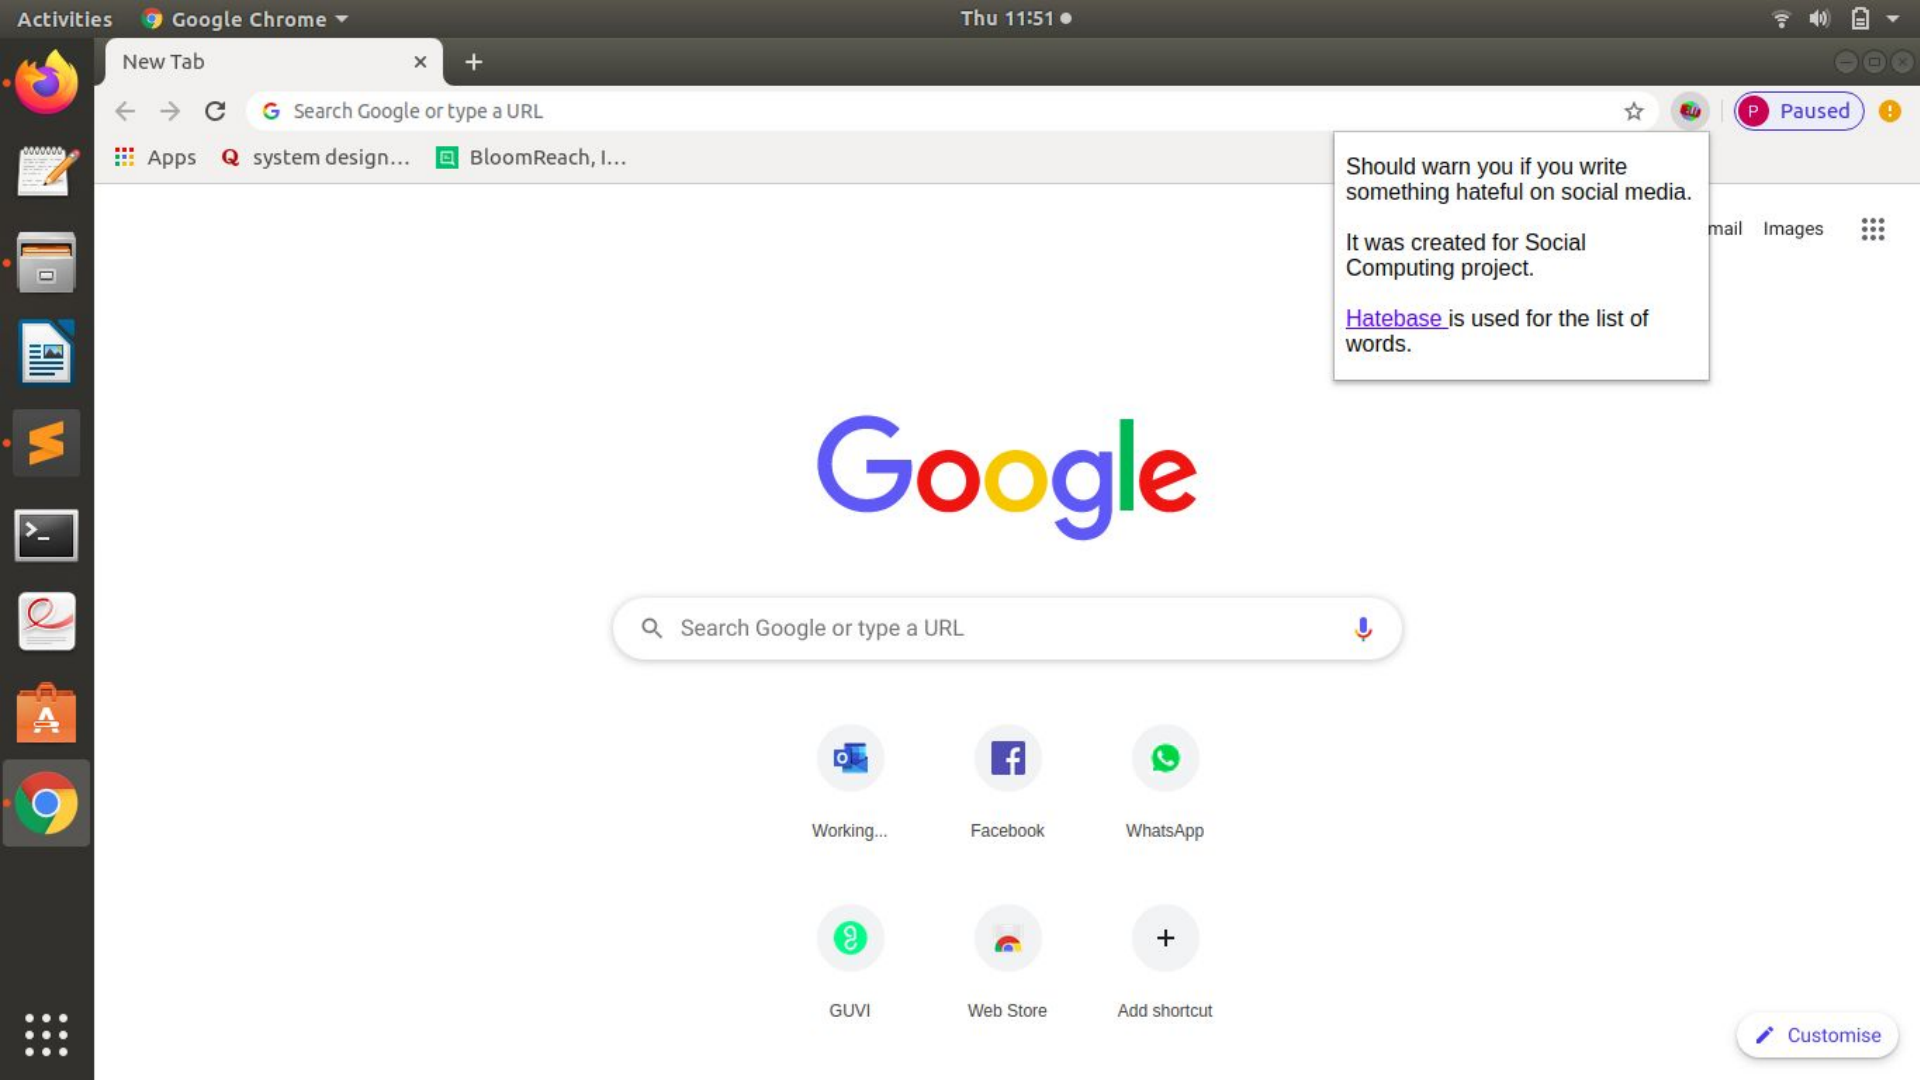 Activities Google Chrome Thu 11:51
New Tab
Search Google or type a URL P Paused
Apps Q system design... BloomReach, I...
Should warn you if you write
something hateful on social media.
mail Images
It was created for Social
Computing project.
Hatebase is used for the list of
words.
Google
Search Google or type a URL
Working... Facebook WhatsApp
GUVI Web Store Add shortcut
Customise